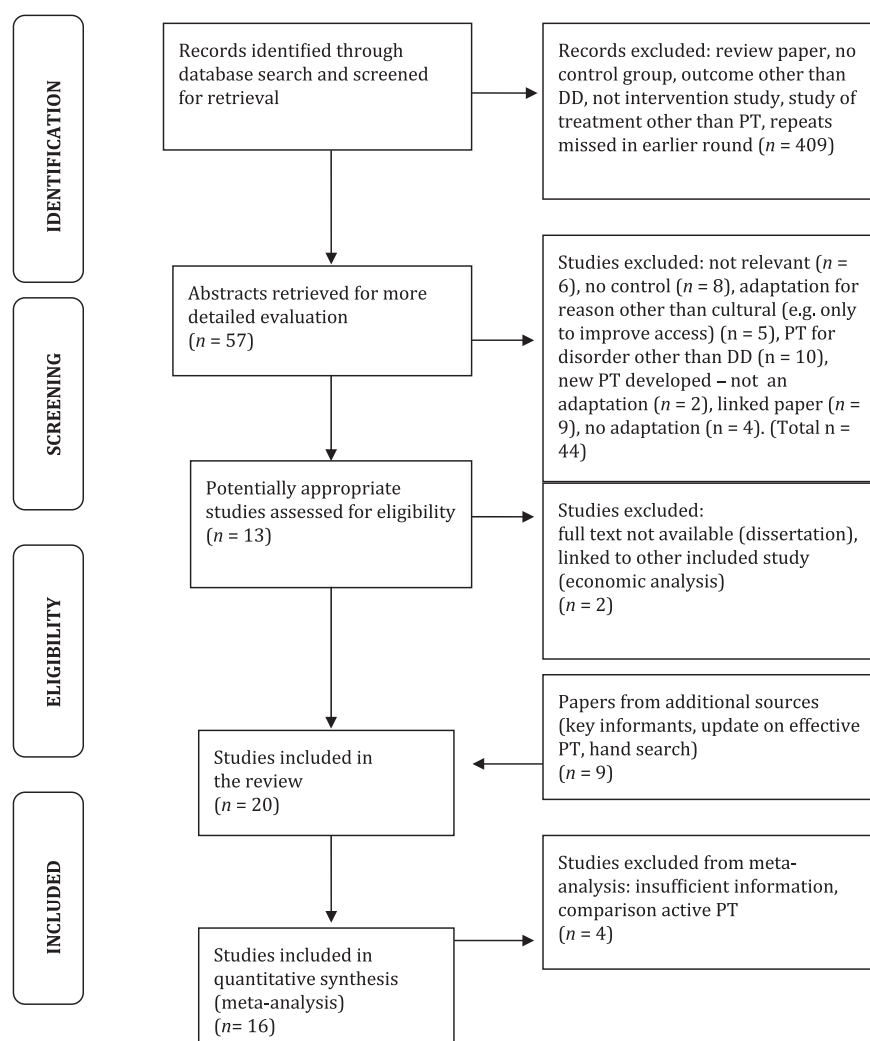 IDENTIFICATION
Records identified through
database search and screened
for retrieval
Records excluded: review paper, no
control group, outcome other than
DD, not intervention study, study of
treatment other than PT, repeats
missed in earlier round (n = 409)
SCREENING
Abstracts retrieved for more
detailed evaluation
(n = 57)
Studies excluded: not relevant (n =
6), no control (n = 8), adaptation for
reason other than cultural (e.g. only
to improve access) (n = 5), PT for
disorder other than DD (n = 10),
new PT developed – not an
adaptation (n = 2), linked paper (n =
9), no adaptation (n = 4). (Total n =
44)
Potentially appropriate
studies assessed for eligibility
(n = 13)
Studies excluded:
full text not available (dissertation),
linked to other included study
(economic analysis)
(n = 2)
ELIGIBILITY
Papers from additional sources
(key informants, update on effective
PT, hand search)
(n = 9)
Studies included in
the review
(n = 20)
INCLUDED
Studies excluded from meta-
analysis: insufficient information,
comparison active PT
(n = 4)
Studies included in
quantitative synthesis
(meta-analysis)
(n= 16)